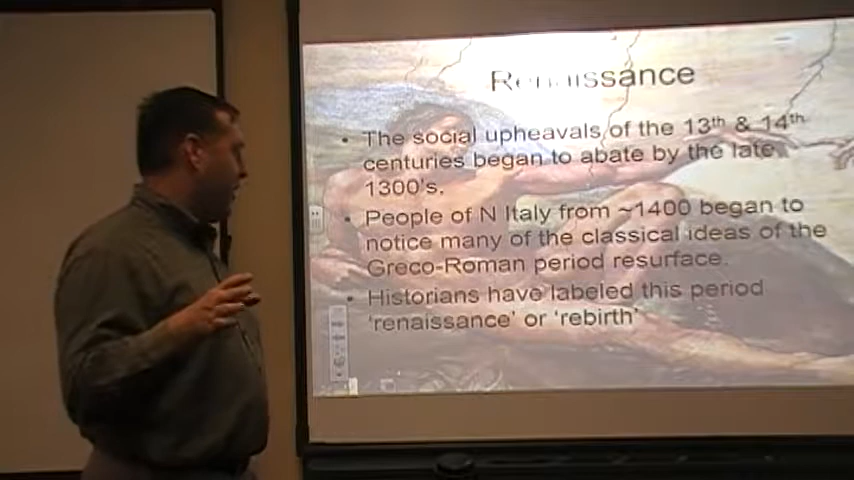 Renaissance
• The social upheavals of the 13th & 14th
centuries began to abate by the late
1300's.
• People of N Italy from ~1400 began to
notice many of the classical ideas of the
Greco-Roman period resurface.
• Historians have labeled this period
'renaissance' or 'rebirth'